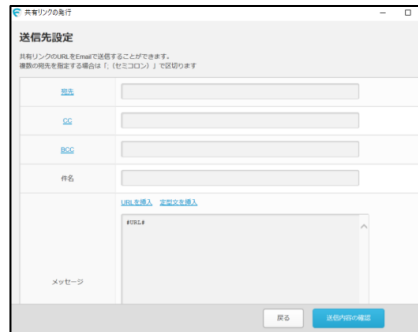 共有リンクの発行
送信先設定
共有リンクのURLをEmailで送信することができます。
複数の宛先を指定する場合は「;（セミコロン）」で区切ります
宛先
CC
BCC
件名
URLを挿入 定型文を挿入
#URL#
メッセージ
戻る 送信内容の確認